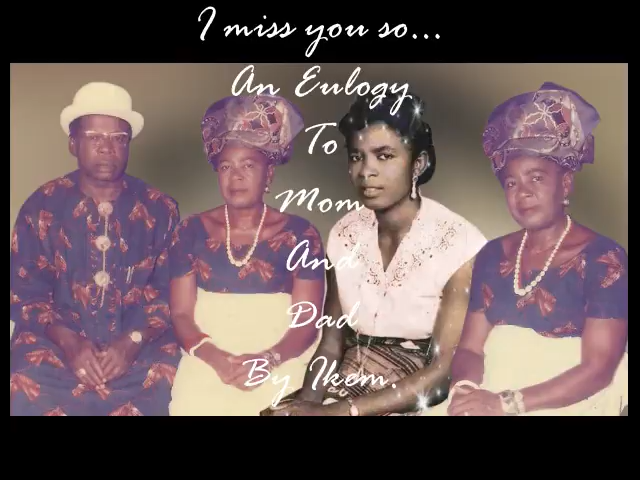 I miss you so...
An Eulogy
To
Mom
And
Dad
By Ikem.